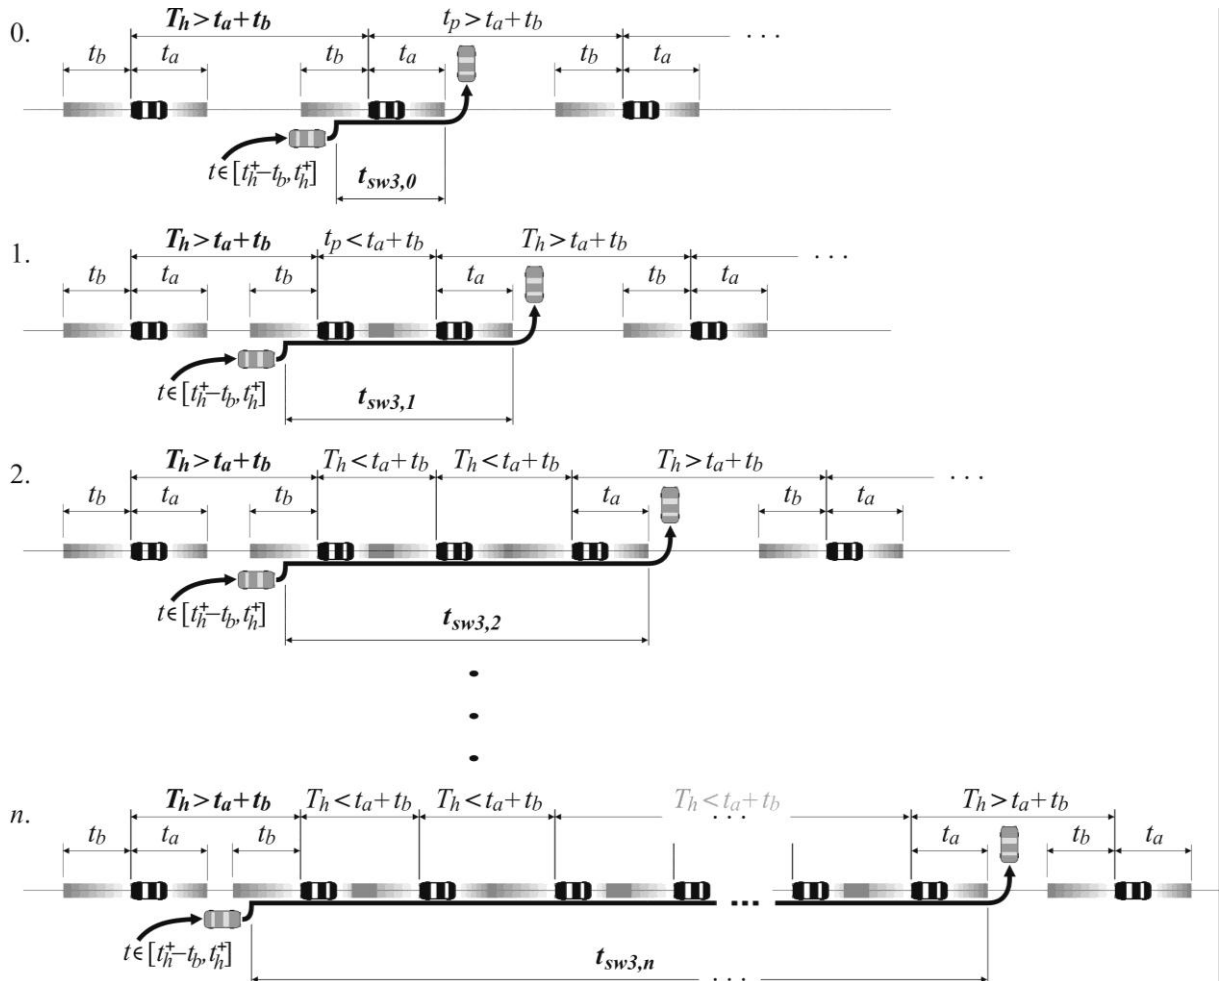 0.
T_h > t_a + t_b t_p > t_a + t_b . . .
t_b t_a t_b t_a t_b t_a
t ϵ [t_h^+ − t_b, t_h^+]
t_sw3,0
1.
T_h > t_a + t_b t_p < t_a + t_b T_h > t_a + t_b . . .
t_b t_a t_b t_a t_b t_a
t ϵ [t_h^+ − t_b, t_h^+]
t_sw3,1
2.
T_h > t_a + t_b T_h < t_a + t_b T_h < t_a + t_b T_h > t_a + t_b . . .
t_b t_a t_b t_a t_b t_a
t ϵ [t_h^+ − t_b, t_h^+]
t_sw3,2
n.
T_h > t_a + t_b T_h < t_a + t_b T_h < t_a + t_b T_h < t_a + t_b . . . T_h > t_a + t_b
t_b t_a t_b t_a t_b t_a
t ϵ [t_h^+ − t_b, t_h^+]
t_sw3,n . . .